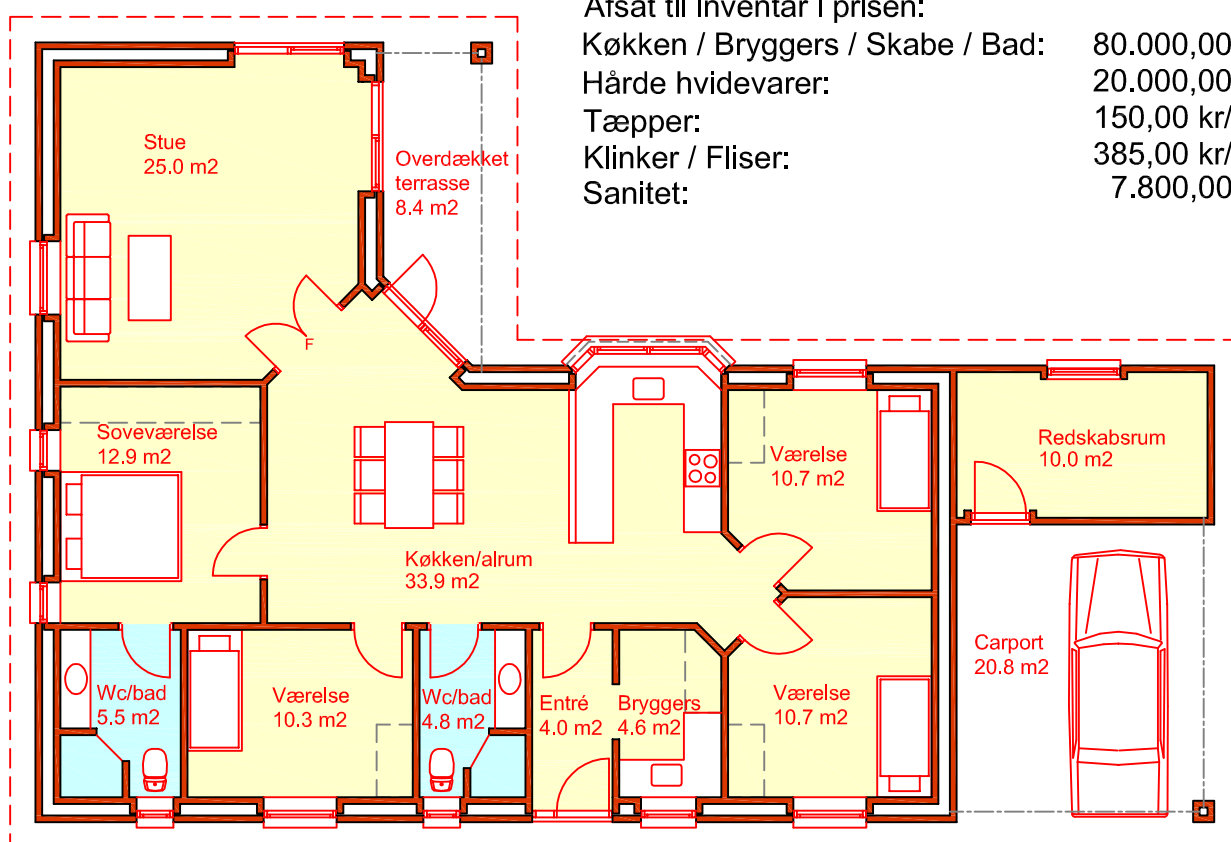 Afsat til inventar i prisen:
Køkken / Bryggers / Skabe / Bad: 80.000,00
Hårde hvidevarer: 20.000,00
Tæpper: 150,00 kr/
Klinker / Fliser: 385,00 kr/
Sanitet: 7.800,00
Stue
25.0 m2
Overdækket
terrasse
8.4 m2
F
Soveværelse
12.9 m2
Værelse
10.7 m2
Redskabsrum
10.0 m2
Køkken/alrum
33.9 m2
Carport
20.8 m2
Wc/bad
5.5 m2
Værelse
10.3 m2
Wc/bad
4.8 m2
Entré
4.0 m2
Bryggers
4.6 m2
Værelse
10.7 m2